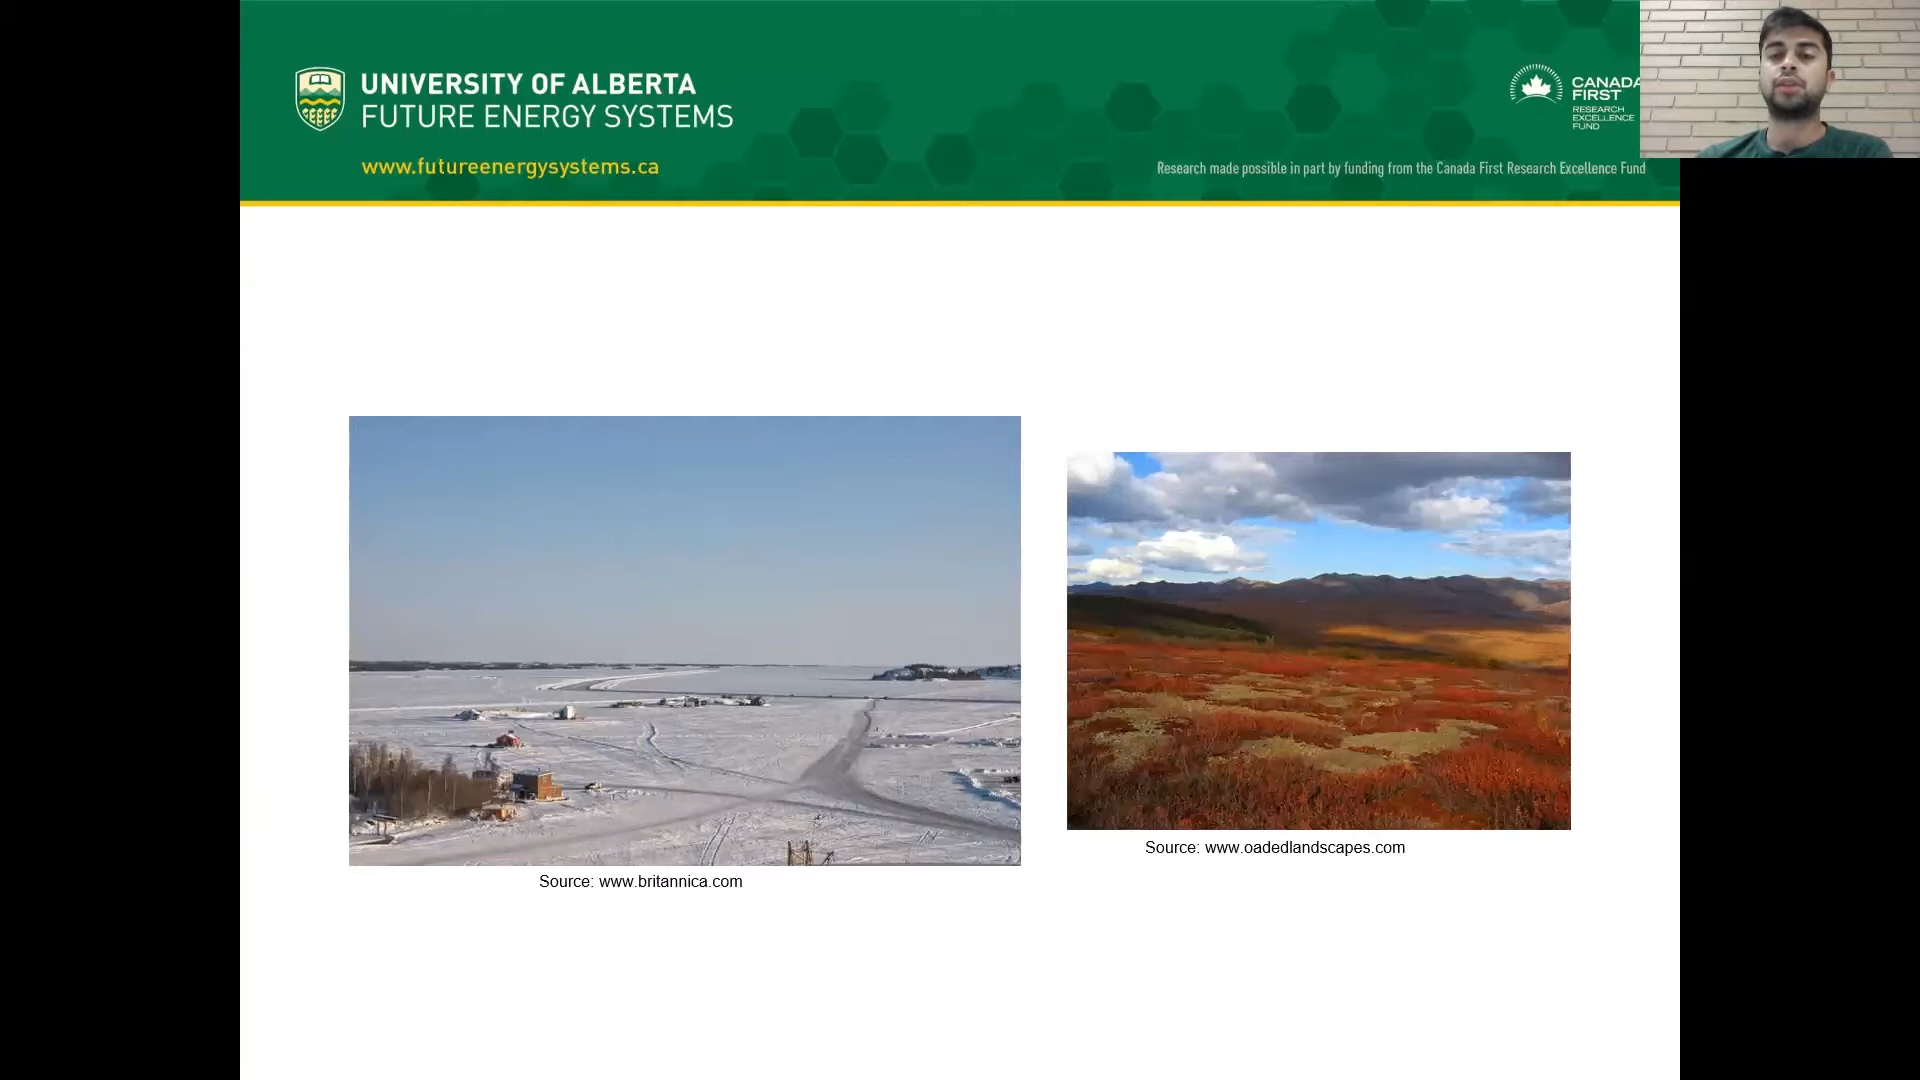 UNIVERSITY OF ALBERTA
FUTURE ENERGY SYSTEMS
www.futureenergysystems.ca
CANADA
FIRST
RESEARCH
EXCELLENCE
FUND
Research made possible in part by funding from the Canada First Research Excellence Fund
Source: www.britannica.com
Source: www.oadedlandscapes.com